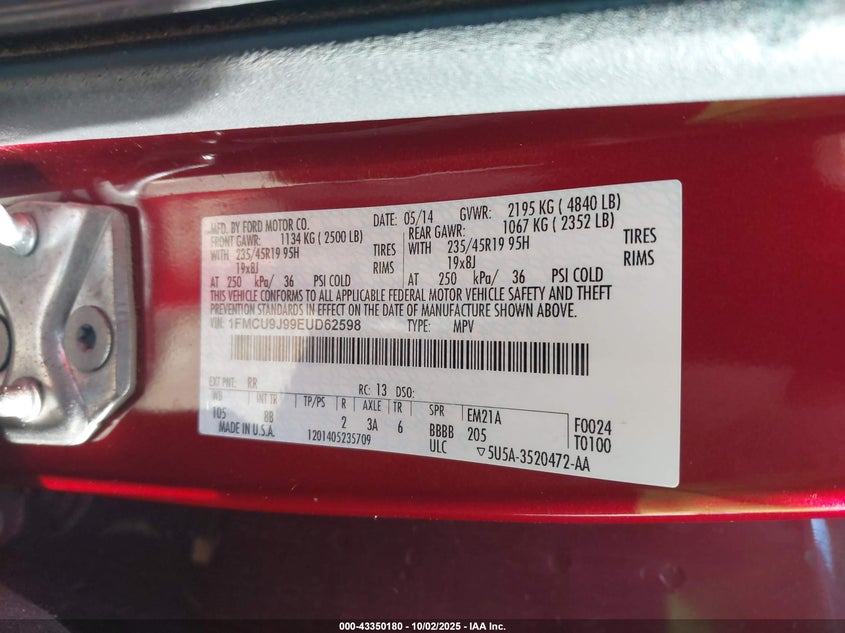 MFD. BY FORD MOTOR CO.
DATE: 05/14 GVWR: 2195 KG ( 4840 LB)
FRONT GAWR: 1134 KG ( 2500 LB)
REAR GAWR: 1067 KG ( 2352 LB)
WITH 235/45R19 95H TIRES
WITH 235/45R19 95H TIRES
19x8J RIMS
19x8J RIMS
AT 250 kPa/ 36 PSI COLD
AT 250 kPa/ 36 PSI COLD
THIS VEHICLE CONFORMS TO ALL APPLICABLE FEDERAL MOTOR VEHICLE SAFETY AND THEFT
PREVENTION STANDARDS IN EFFECT ON THE DATE OF MANUFACTURE SHOWN ABOVE.
VIN: 1FMCU9J99EUD62598 TYPE: MPV
EXT PNT: RR RC: 13 DSO:
WB INT TR TP/PS R AXLE TR SPR EM21A F0024
105 8B 2 3A 6 BBBB 205 T0100
MADE IN U.S.A. 1201405235709 ULC ▽5U5A-3520472-AA
000-43350180 - 10/02/2025 - IAA Inc.